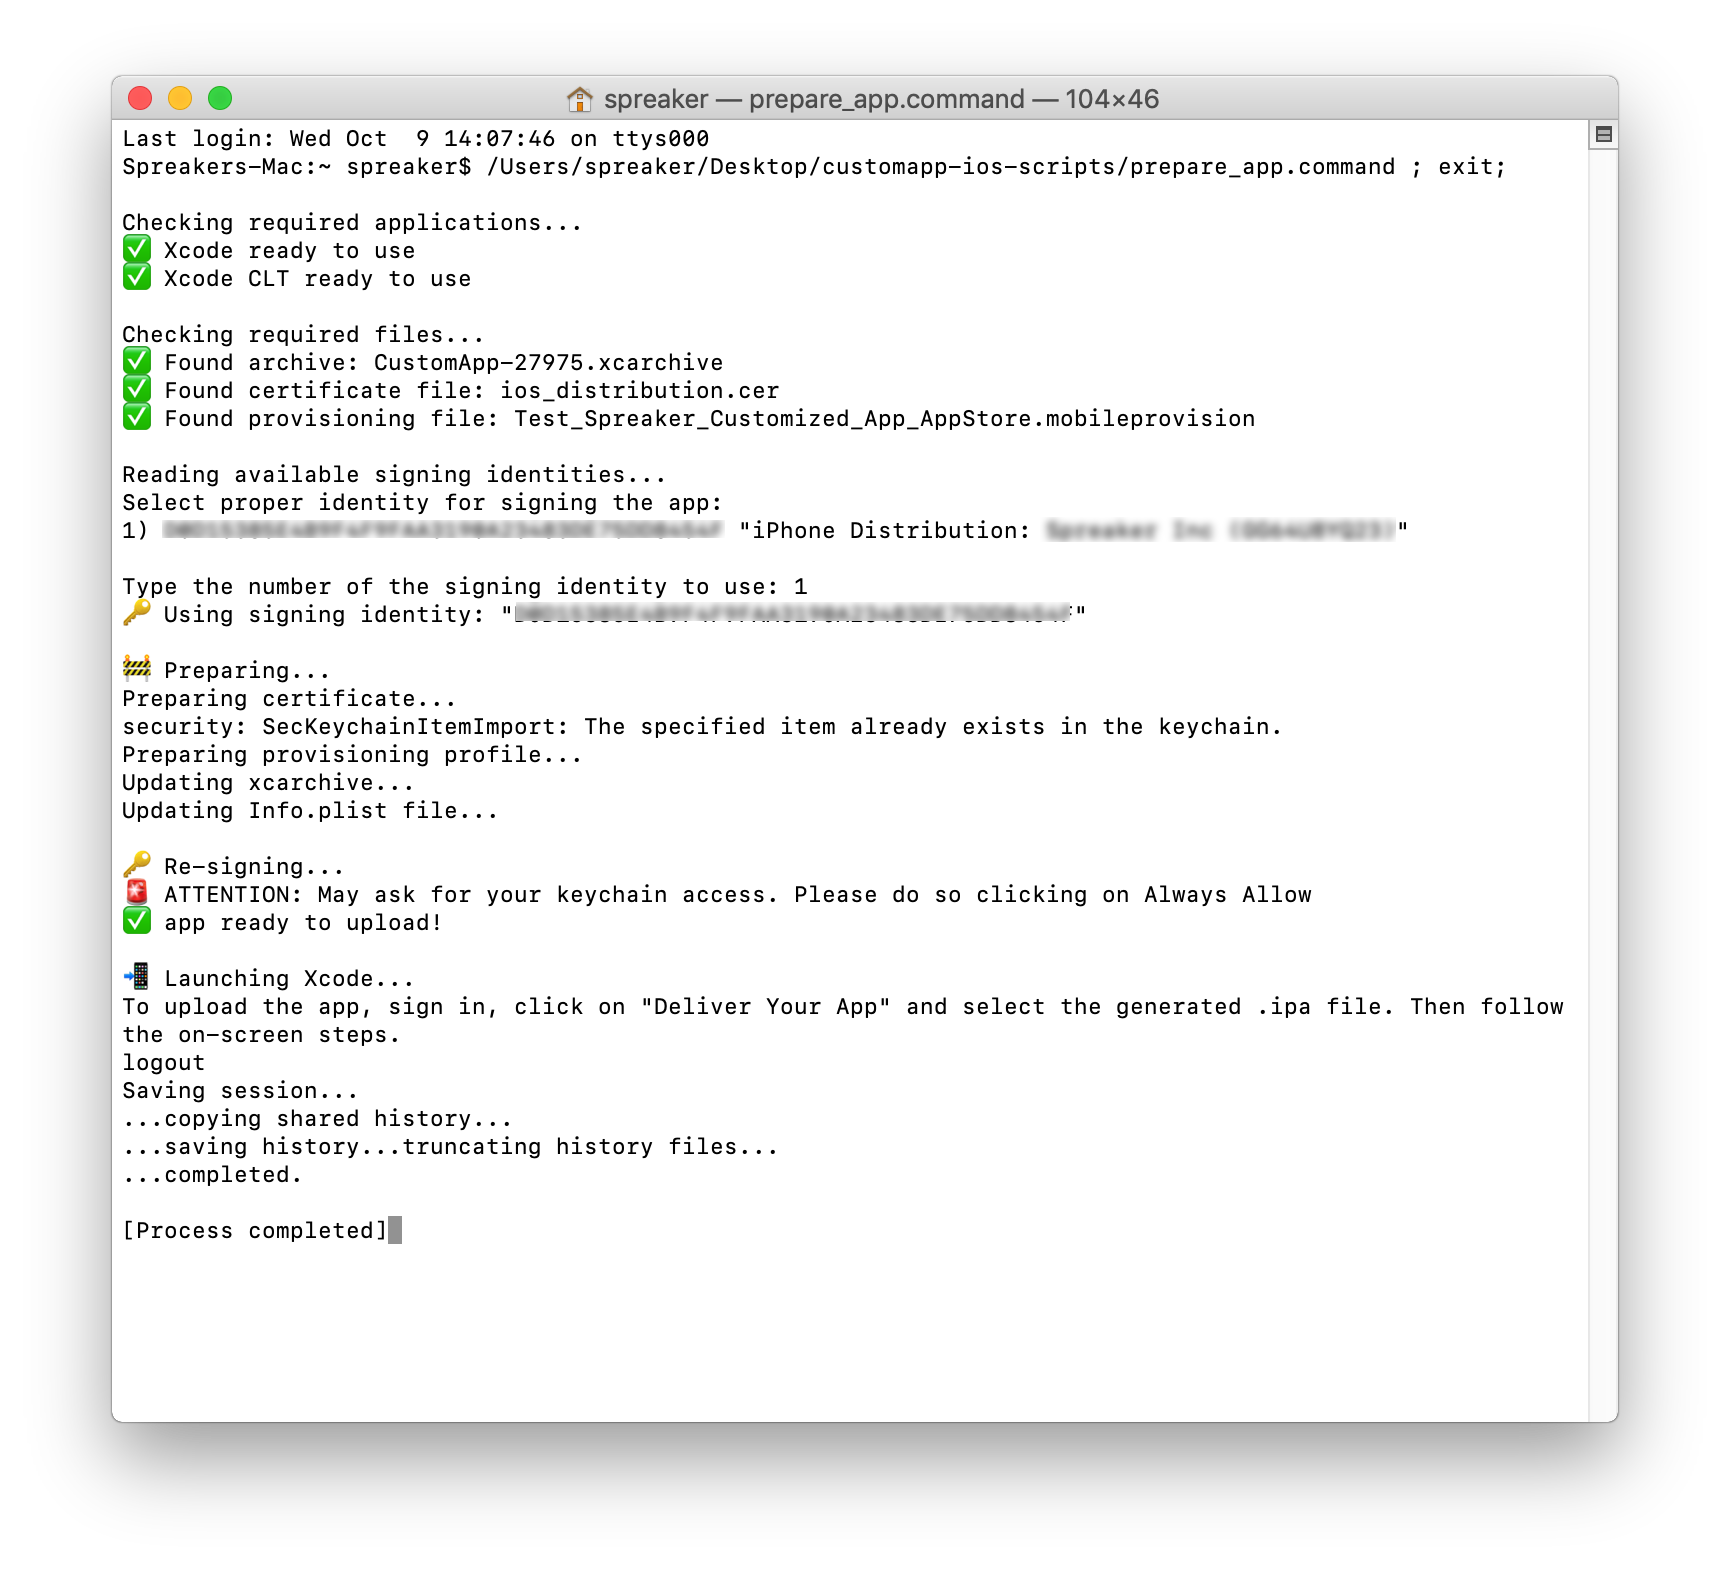 spreaker — prepare_app.command — 104×46
Last login: Wed Oct  9 14:07:46 on ttys000
Spreakers-Mac:~ spreaker$ /Users/spreaker/Desktop/customapp-ios-scripts/prepare_app.command ; exit;
Checking required applications...
✅ Xcode ready to use
✅ Xcode CLT ready to use
Checking required files...
✅ Found archive: CustomApp-27975.xcarchive
✅ Found certificate file: ios_distribution.cer
✅ Found provisioning file: Test_Spreaker_Customized_App_AppStore.mobileprovision
Reading available signing identities...
Select proper identity for signing the app:
1) "iPhone Distribution: "
Type the number of the signing identity to use: 1
🔑 Using signing identity: ""
🚧 Preparing...
Preparing certificate...
security: SecKeychainItemImport: The specified item already exists in the keychain.
Preparing provisioning profile...
Updating xcarchive...
Updating Info.plist file...
🔑 Re-signing...
🚨 ATTENTION: May ask for your keychain access. Please do so clicking on Always Allow
✅ app ready to upload!
📲 Launching Xcode...
To upload the app, sign in, click on "Deliver Your App" and select the generated .ipa file. Then follow
the on-screen steps.
logout
Saving session...
...copying shared history...
...saving history...truncating history files...
...completed.
[Process completed]